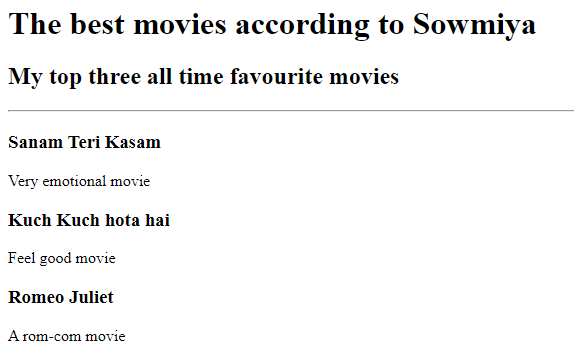 The best movies according to Sowmiya
My top three all time favourite movies
Sanam Teri Kasam
Very emotional movie
Kuch Kuch hota hai
Feel good movie
Romeo Juliet
A rom-com movie